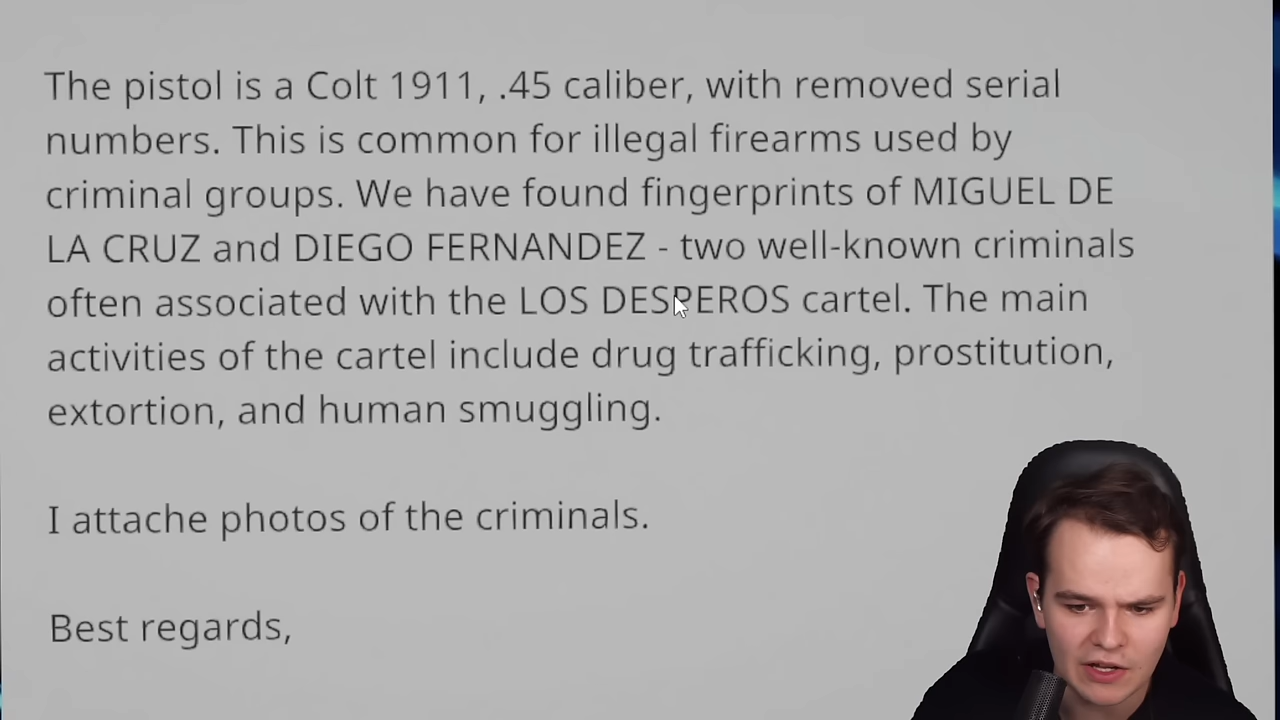 The pistol is a Colt 1911, .45 caliber, with removed serial
numbers. This is common for illegal firearms used by
criminal groups. We have found fingerprints of MIGUEL DE
LA CRUZ and DIEGO FERNANDEZ - two well-known criminals
often associated with the LOS DESPEROS cartel. The main
activities of the cartel include drug trafficking, prostitution,
extortion, and human smuggling.
I attache photos of the criminals.
Best regards,